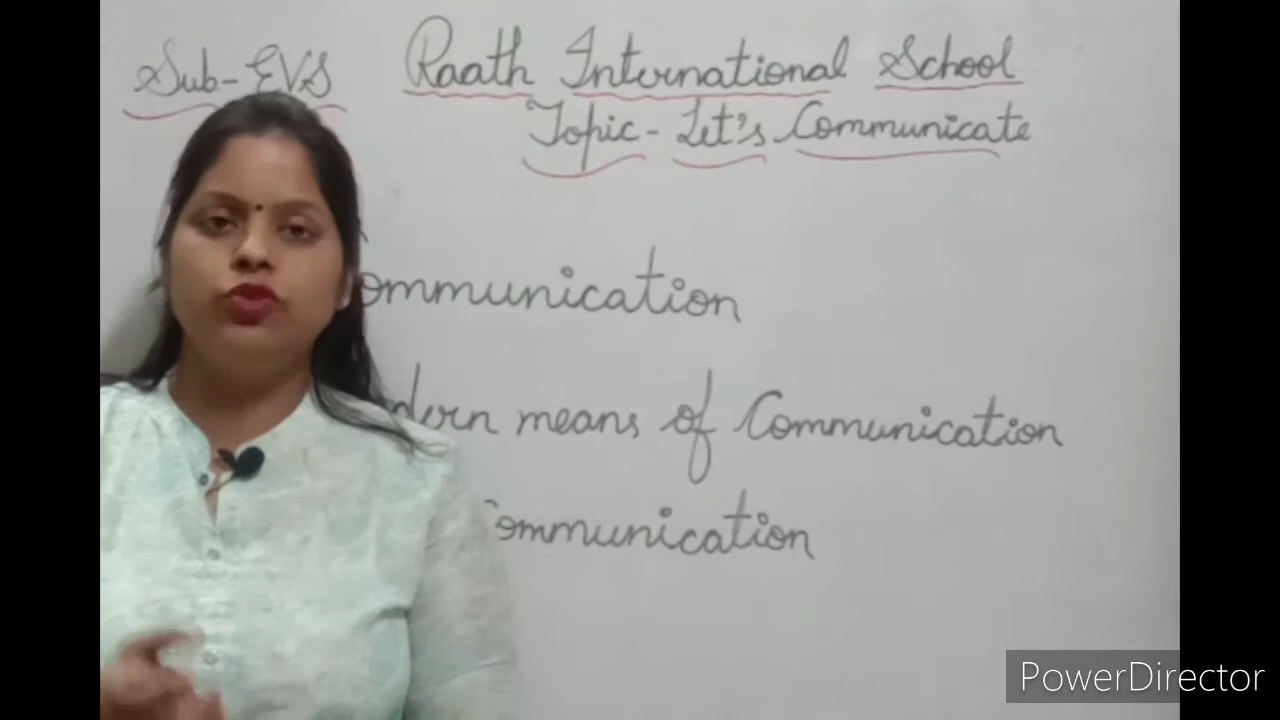 Sub-EVS Raath International School
Topic- Let's Communicate
ommunication
dern means of Communication
ommunication
PowerDirector